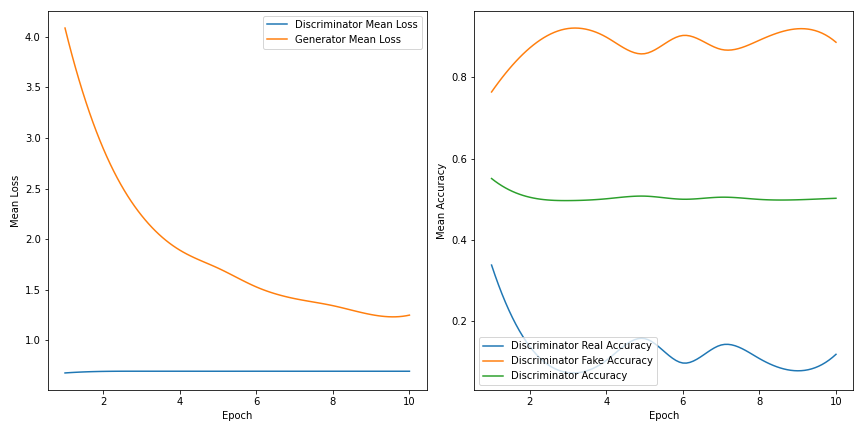 Discriminator Mean Loss
Generator Mean Loss
4.0
3.5
3.0
2.5
2.0
1.5
1.0
Mean Loss
2 4 6 8 10
Epoch
0.8
0.6
0.4
0.2
Mean Accuracy
Discriminator Real Accuracy
Discriminator Fake Accuracy
Discriminator Accuracy
2 4 6 8 10
Epoch